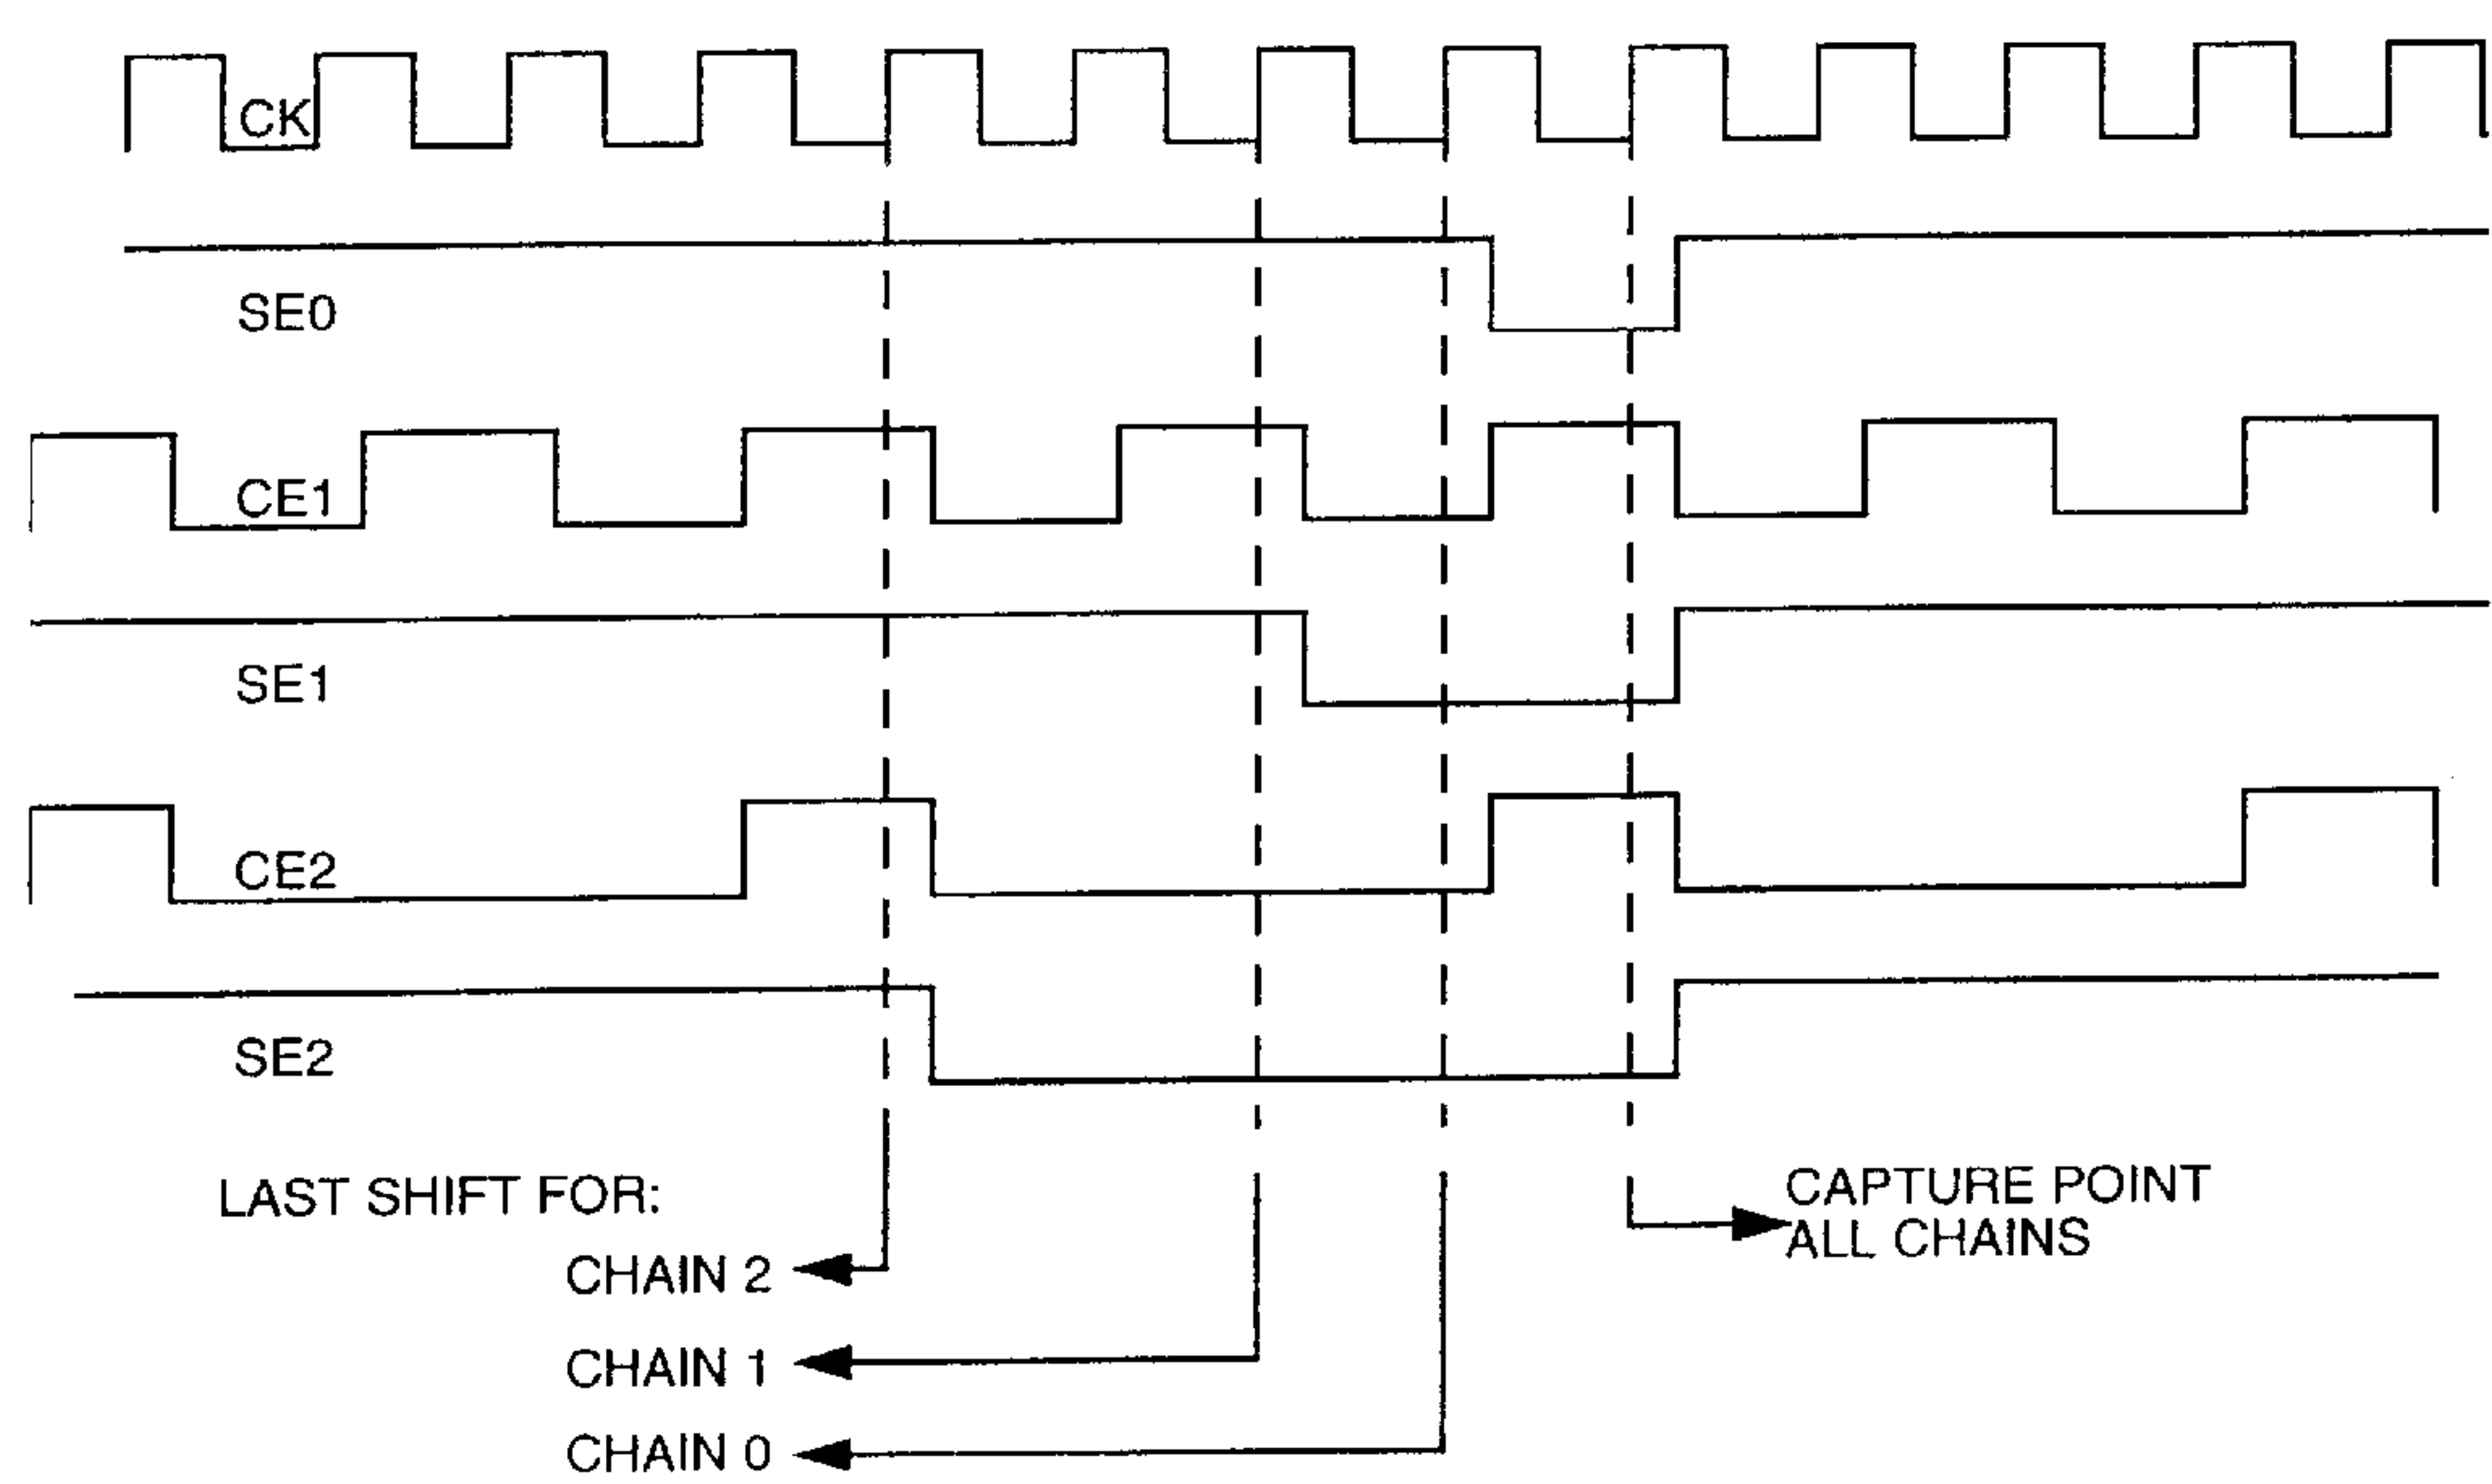 CK
SE0
CE1
SE1
CE2
SE2
LAST SHIFT FOR:
CHAIN 2
CHAIN 1
CHAIN 0
CAPTURE POINT
ALL CHAINS